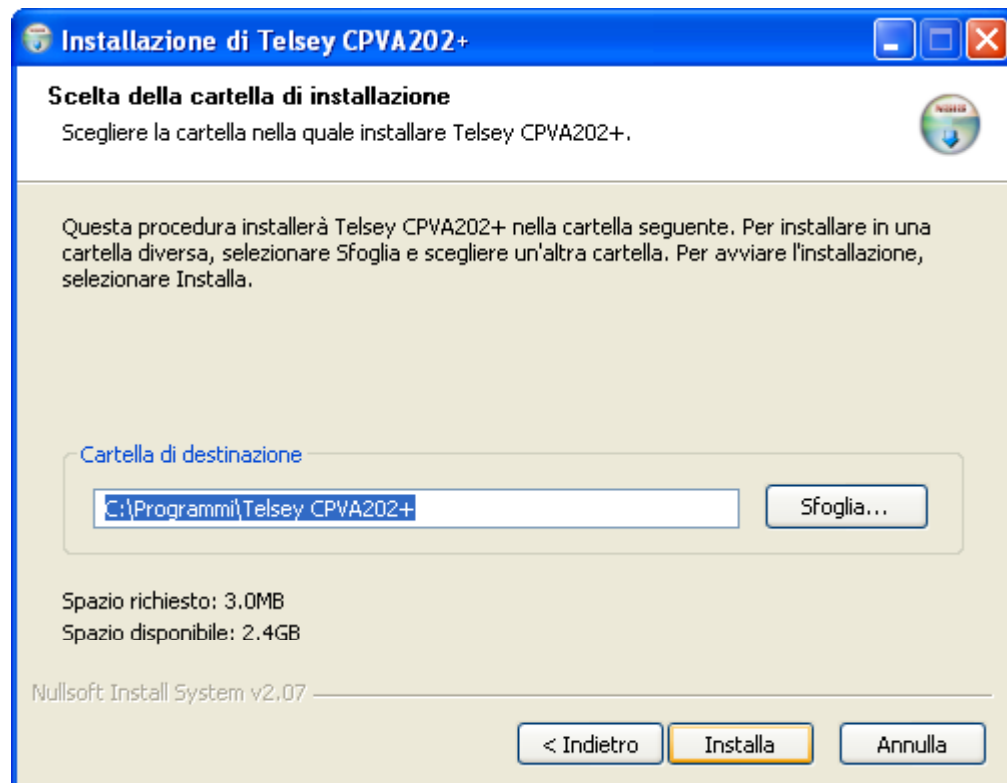 Installazione di Telsey CPVA202+
Scelta della cartella di installazione
Scegliere la cartella nella quale installare Telsey CPVA202+.
Questa procedura installerà Telsey CPVA202+ nella cartella seguente. Per installare in una
cartella diversa, selezionare Sfoglia e scegliere un'altra cartella. Per avviare l'installazione,
selezionare Installa.
Cartella di destinazione
C:\Programmi\Telsey CPVA202+
Sfoglia...
Spazio richiesto: 3.0MB
Spazio disponibile: 2.4GB
Nullsoft Install System v2.07
< Indietro
Installa
Annulla